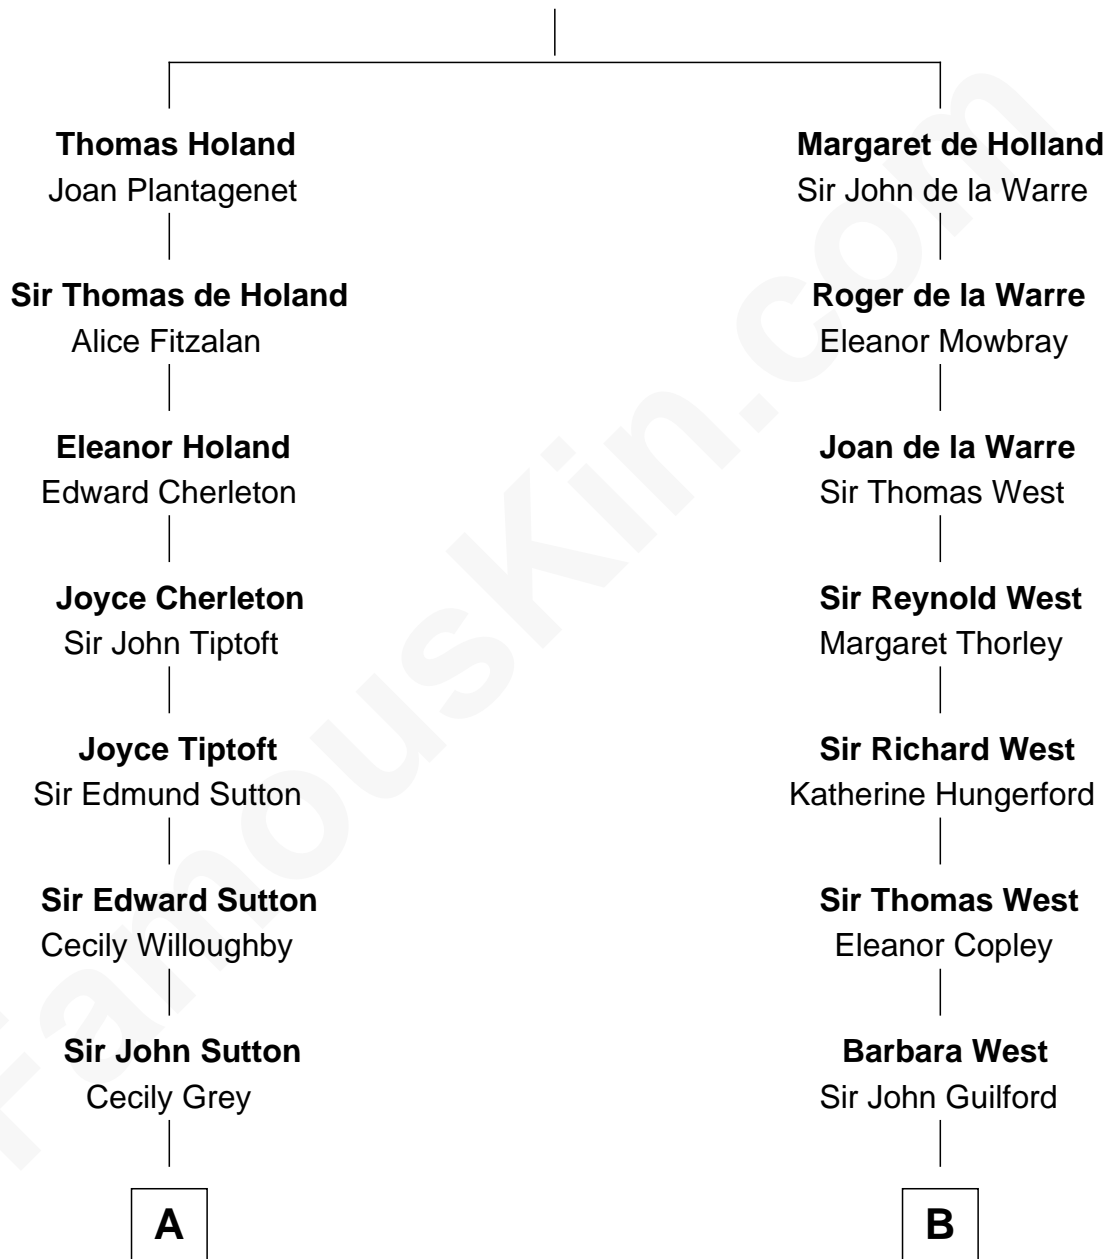 Thomas Holand
Joan Plantagenet
Sir Thomas de Holand
Alice Fitzalan
Eleanor Holand
Edward Cherleton
Joyce Cherleton
Sir John Tiptoft
Joyce Tiptoft
Sir Edmund Sutton
Sir Edward Sutton
Cecily Willoughby
Sir John Sutton
Cecily Grey
A
Margaret de Holland
Sir John de la Warre
Roger de la Warre
Eleanor Mowbray
Joan de la Warre
Sir Thomas West
Sir Reynold West
Margaret Thorley
Sir Richard West
Katherine Hungerford
Sir Thomas West
Eleanor Copley
Barbara West
Sir John Guilford
B
FamousKin.com